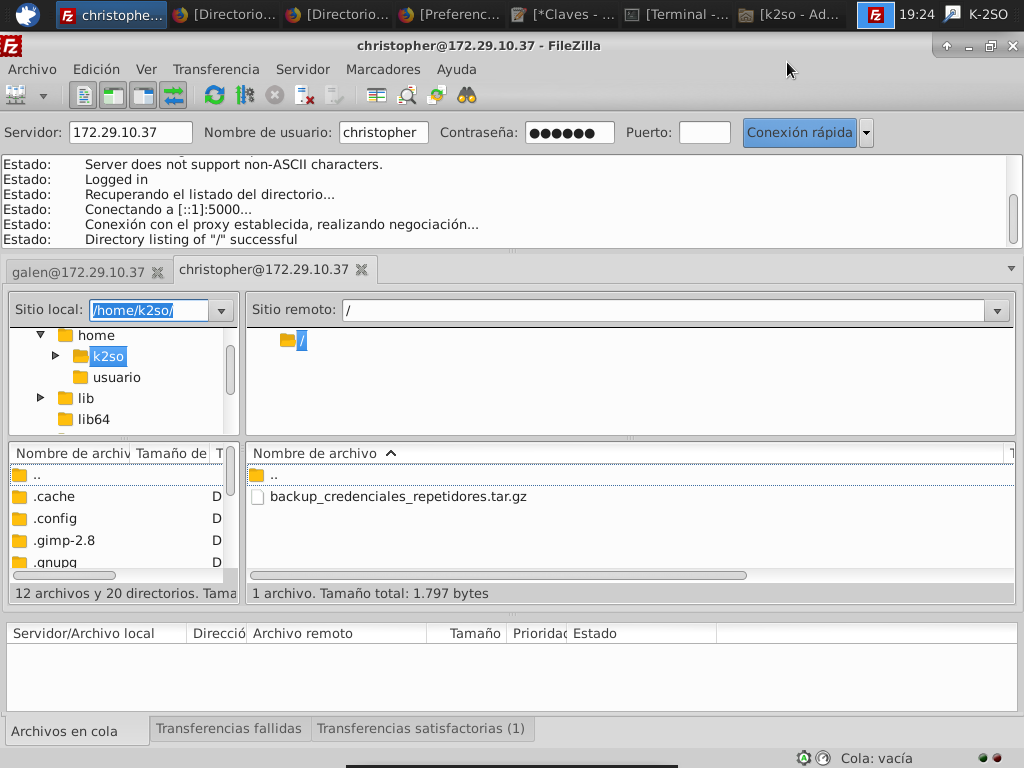 christophe... [Directorio... [Directorio... [Preferenc... [*Claves - ... [Terminal -... [k2so - Ad... 19:24 K-2SO
christopher@172.29.10.37 - FileZilla
Archivo Edición Ver Transferencia Servidor Marcadores Ayuda
Servidor: 172.29.10.37 Nombre de usuario: christopher Contraseña: ●●●●●● Puerto: Conexión rápida
Estado: Server does not support non-ASCII characters.
Estado: Logged in
Estado: Recuperando el listado del directorio...
Estado: Conectando a [::1]:5000...
Estado: Conexión con el proxy establecida, realizando negociación...
Estado: Directory listing of "/" successful
galen@172.29.10.37 christopher@172.29.10.37
Sitio local: /home/k2so/ Sitio remoto: /
home
k2so
usuario
lib
lib64
/
Nombre de archiv Tamaño de T
..
.cache D
.config D
.gimp-2.8 D
.gnupg D
12 archivos y 20 directorios. Tama
Nombre de archivo T
..
backup_credenciales_repetidores.tar.gz
1 archivo. Tamaño total: 1.797 bytes
Servidor/Archivo local Direcció Archivo remoto Tamaño Prioridad Estado
Archivos en cola Transferencias fallidas Transferencias satisfactorias (1)
Cola: vacía